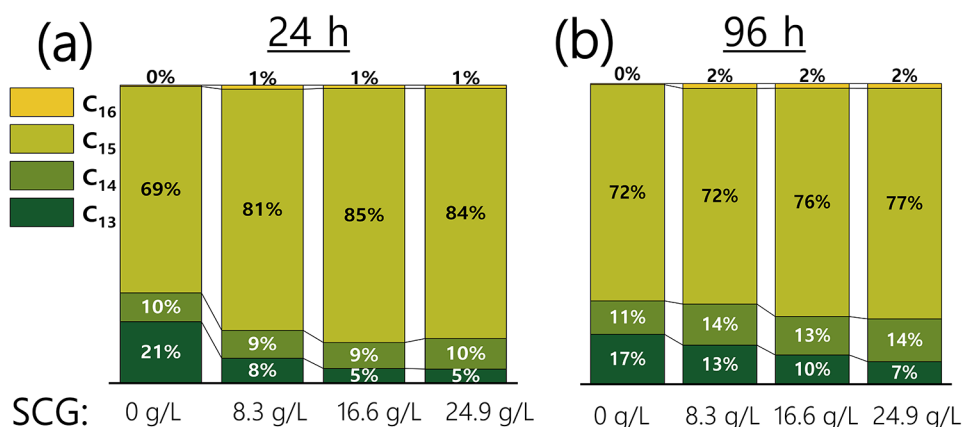 (a) 24 h
(b) 96 h
C16
C15
C14
C13
0% 1% 1% 1%
69% 81% 85% 84%
10% 9% 9% 10%
21% 8% 5% 5%
0% 2% 2% 2%
72% 72% 76% 77%
11% 14% 13% 14%
17% 13% 10% 7%
SCG: 0 g/L 8.3 g/L 16.6 g/L 24.9 g/L
0 g/L 8.3 g/L 16.6 g/L 24.9 g/L